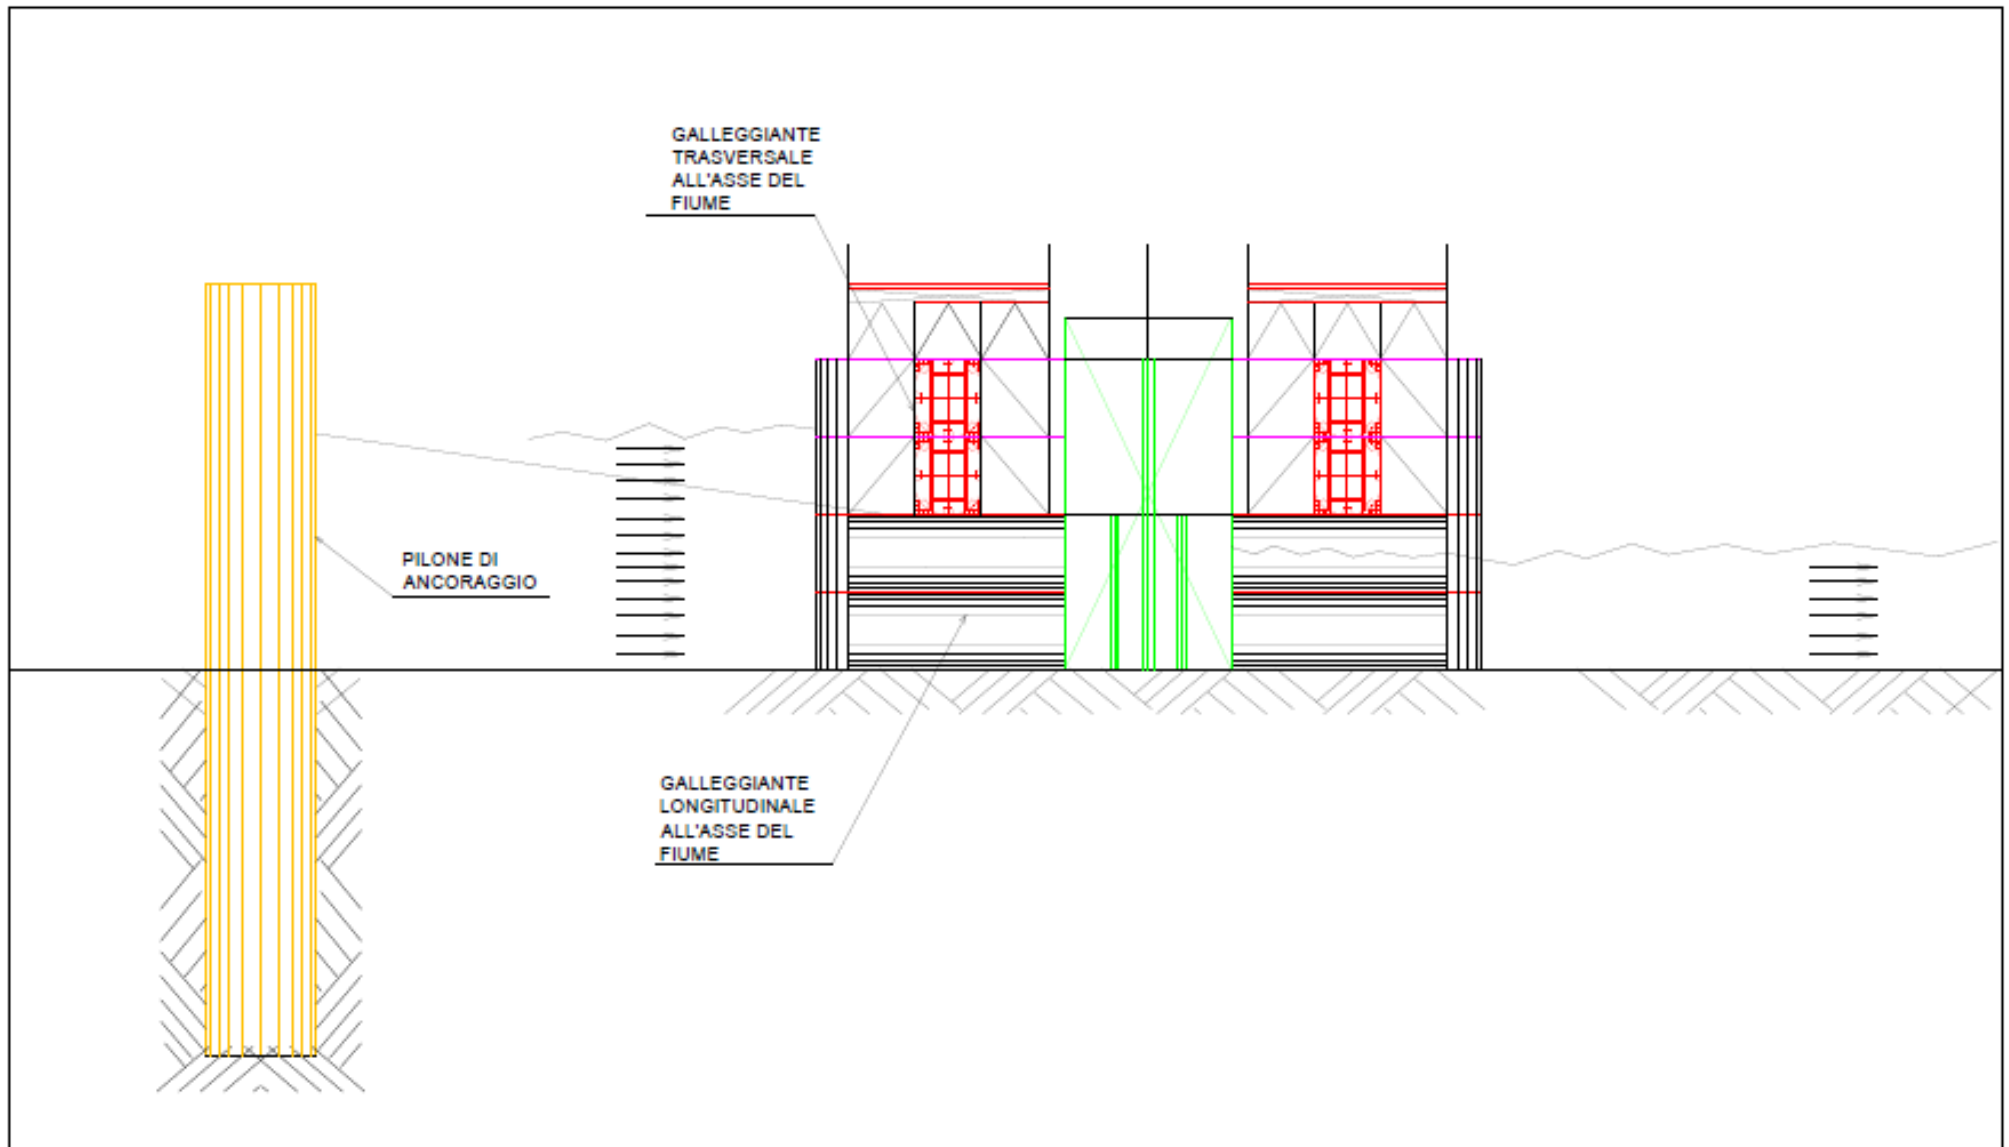 GALLEGGIANTE
TRASVERSALE
ALL'ASSE DEL
FIUME
PILONE DI
ANCORAGGIO
GALLEGGIANTE
LONGITUDINALE
ALL'ASSE DEL
FIUME